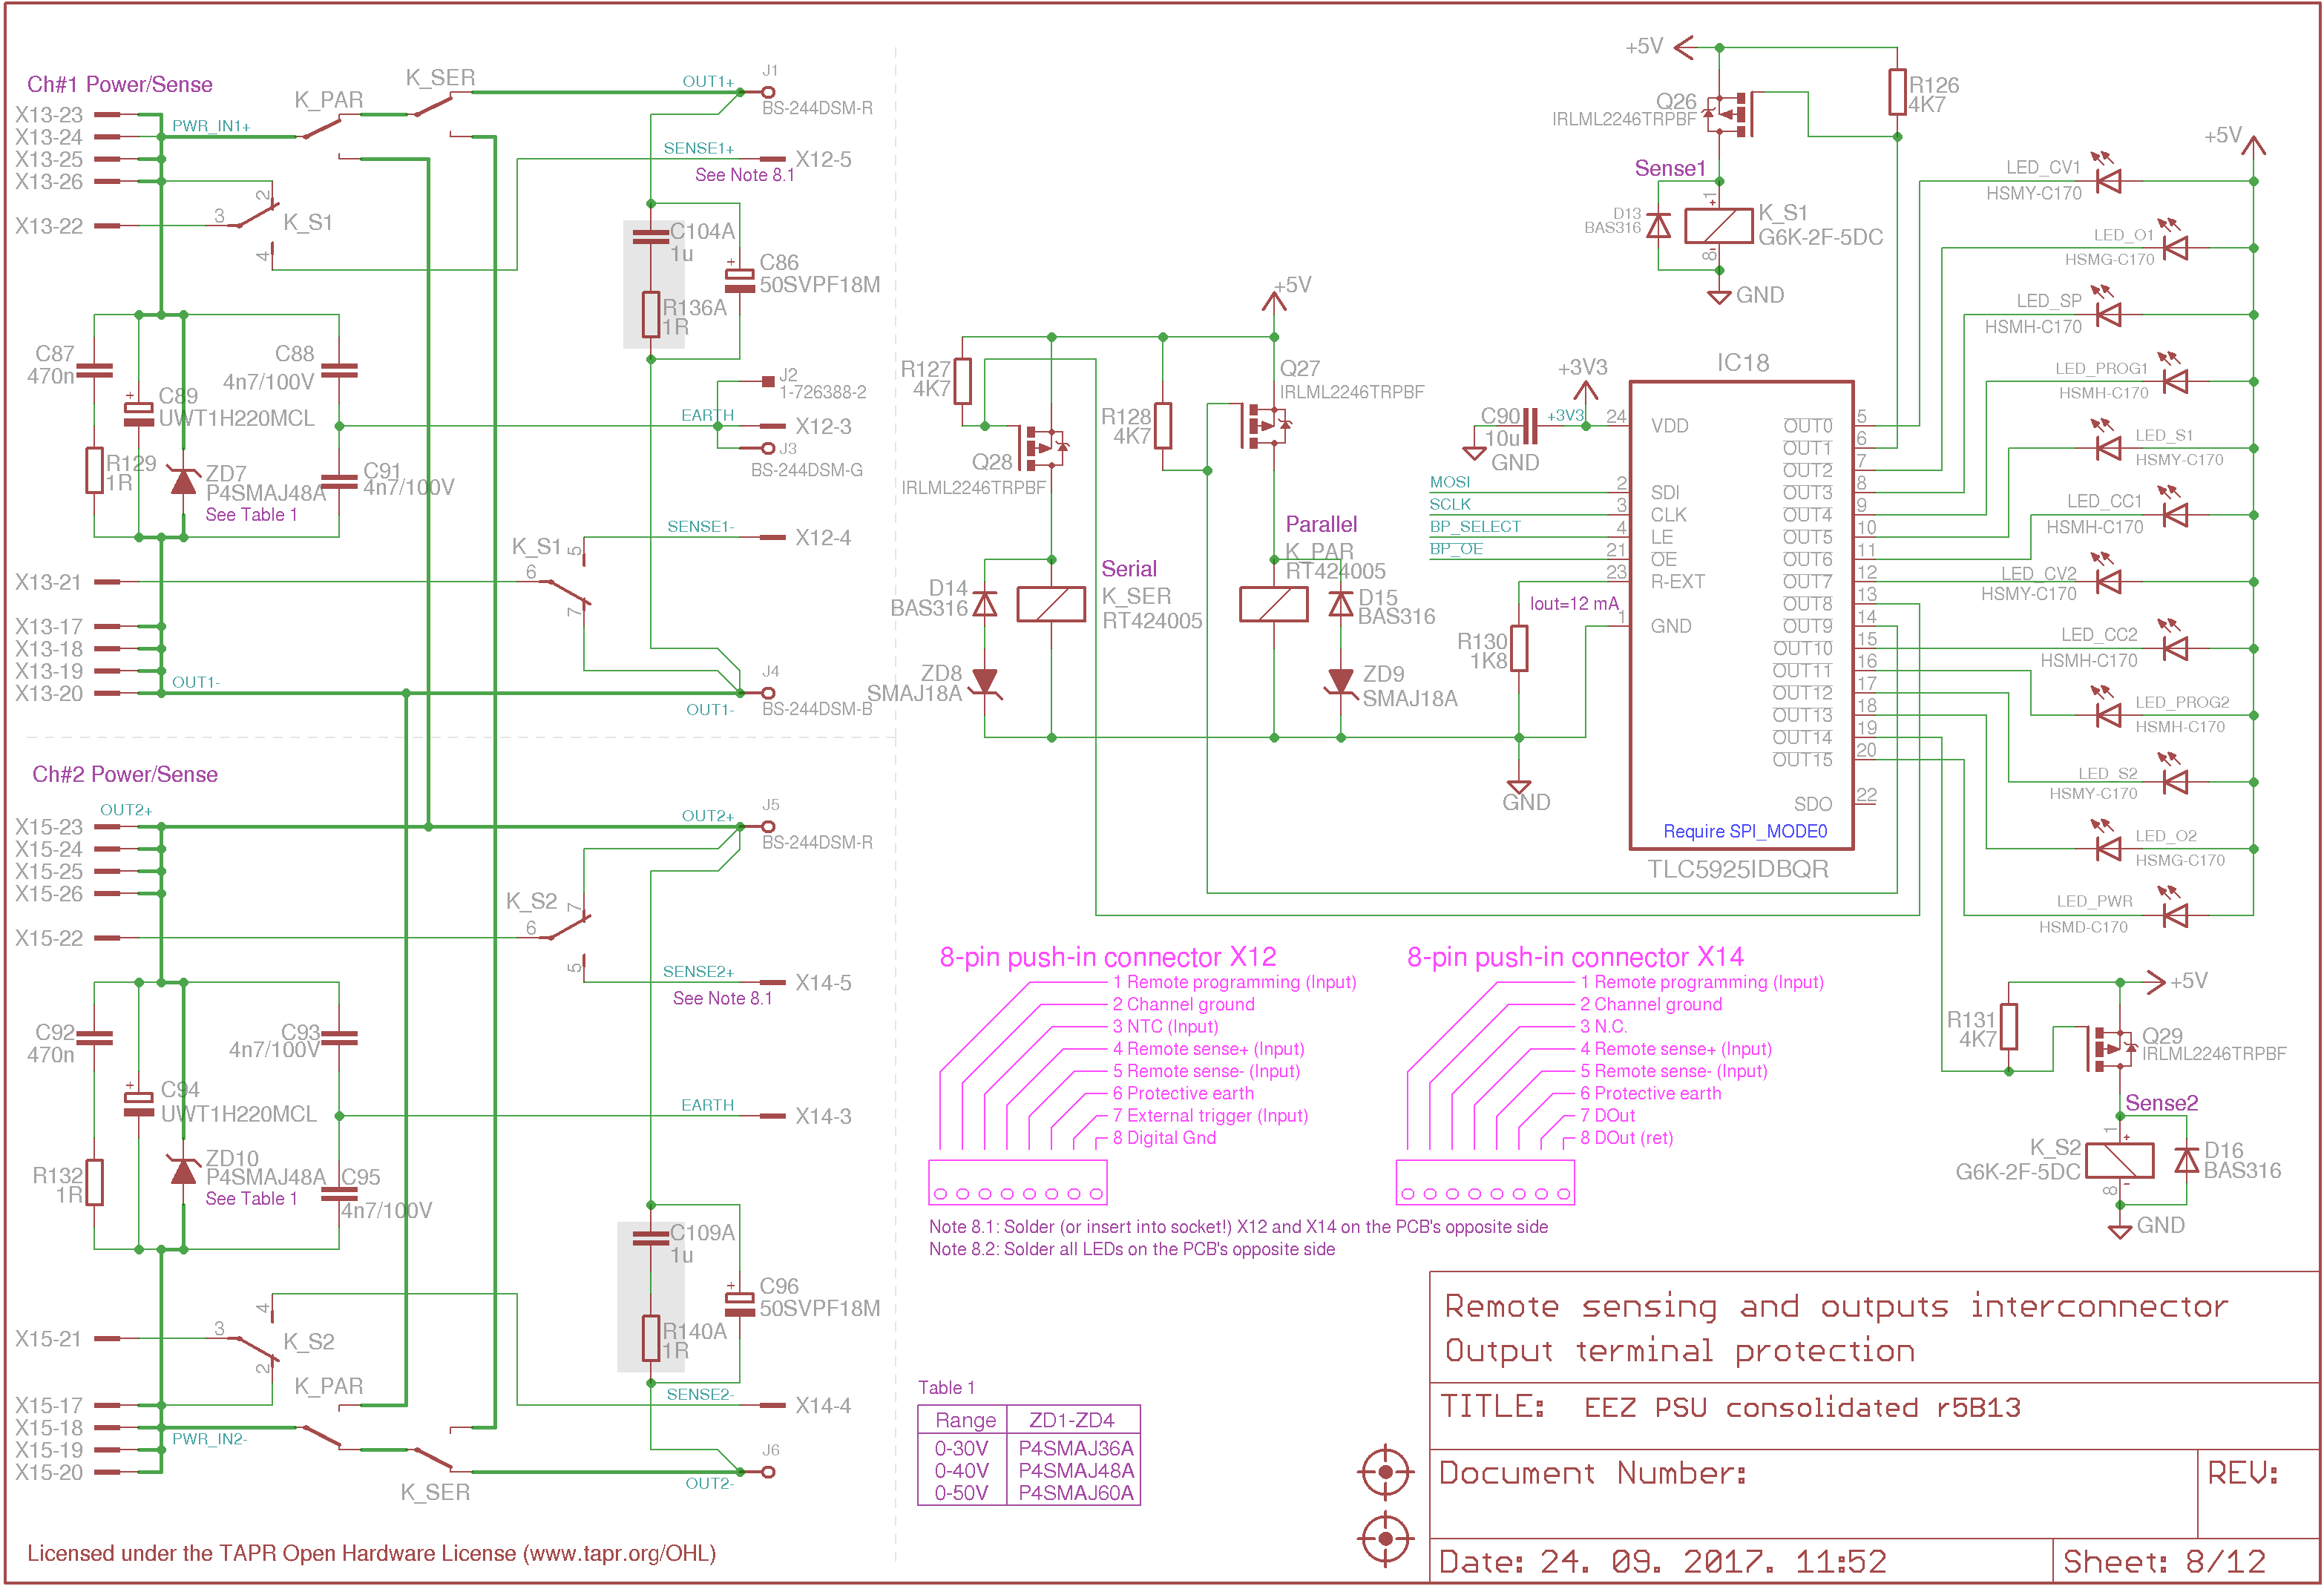 Ch#1 Power/Sense
X13-23
X13-24
X13-25
X13-26
X13-22
PWR_IN1+
K_PAR
K_SER
OUT1+
J1
BS-244DSM-R
SENSE1+
X12-5
See Note 8.1
2
3
4
K_S1
C104A
1u
R136A
1R
C86
50SVPF18M
+
C87
470n
C88
4n7/100V
C89
UWT1H220MCL
+
R129
1R
ZD7
P4SMAJ48A
See Table 1
C91
4n7/100V
J2
1-726388-2
EARTH
X12-3
J3
BS-244DSM-G
SENSE1-
X12-4
K_S1
5
6
7
X13-21
X13-17
X13-18
X13-19
X13-20
OUT1-
J4
OUT1-
BS-244DSM-B
Ch#2 Power/Sense
OUT2+
X15-23
X15-24
X15-25
X15-26
X15-22
OUT2+
J5
BS-244DSM-R
K_S2
7
6
5
SENSE2+
X14-5
See Note 8.1
C92
470n
C93
4n7/100V
C94
UWT1H220MCL
+
R132
1R
ZD10
P4SMAJ48A
See Table 1
C95
4n7/100V
EARTH
X14-3
C109A
1u
R140A
1R
C96
50SVPF18M
+
4
3
2
K_S2
X15-21
X15-17
X15-18
X15-19
X15-20
PWR_IN2-
K_PAR
K_SER
SENSE2-
X14-4
J6
OUT2-
Licensed under the TAPR Open Hardware License (www.tapr.org/OHL)
+5V
Q26
IRLML2246TRPBF
R126
4K7
Sense1
D13
BAS316
1
+
8
-
K_S1
G6K-2F-5DC
GND
+5V
R127
4K7
Q28
IRLML2246TRPBF
R128
4K7
Q27
IRLML2246TRPBF
D14
BAS316
ZD8
SMAJ18A
Serial
K_SER
RT424005
Parallel
K_PAR
RT424005
D15
BAS316
ZD9
SMAJ18A
+3V3
C90
10u
+3V3
GND
MOSI
SCLK
BP_SELECT
BP_OE
Iout=12 mA
R130
1K8
GND
IC18
24 VDD
2 SDI
3 CLK
4 LE
21 OE
23 R-EXT
1 GND
OUT0 5
OUT1 6
OUT2 7
OUT3 8
OUT4 9
OUT5 10
OUT6 11
OUT7 12
OUT8 13
OUT9 14
OUT10 15
OUT11 16
OUT12 17
OUT13 18
OUT14 19
OUT15 20
SDO 22
Require SPI_MODE0
TLC5925IDBQR
+5V
LED_CV1
HSMY-C170
LED_O1
HSMG-C170
LED_SP
HSMH-C170
LED_PROG1
HSMH-C170
LED_S1
HSMY-C170
LED_CC1
HSMH-C170
LED_CV2
HSMY-C170
LED_CC2
HSMH-C170
LED_PROG2
HSMH-C170
LED_S2
HSMY-C170
LED_O2
HSMG-C170
LED_PWR
HSMD-C170
+5V
R131
4K7
Q29
IRLML2246TRPBF
Sense2
1
+
8
-
K_S2
G6K-2F-5DC
D16
BAS316
GND
8-pin push-in connector X12
1 Remote programming (Input)
2 Channel ground
3 NTC (Input)
4 Remote sense+ (Input)
5 Remote sense- (Input)
6 Protective earth
7 External trigger (Input)
8 Digital Gnd
8-pin push-in connector X14
1 Remote programming (Input)
2 Channel ground
3 N.C.
4 Remote sense+ (Input)
5 Remote sense- (Input)
6 Protective earth
7 DOut
8 DOut (ret)
Note 8.1: Solder (or insert into socket!) X12 and X14 on the PCB's opposite side
Note 8.2: Solder all LEDs on the PCB's opposite side
Table 1
Range ZD1-ZD4
0-30V P4SMAJ36A
0-40V P4SMAJ48A
0-50V P4SMAJ60A
Remote sensing and outputs interconnector
Output terminal protection
TITLE: EEZ PSU consolidated r5B13
Document Number:
REV:
Date: 24. 09. 2017. 11:52
Sheet: 8/12